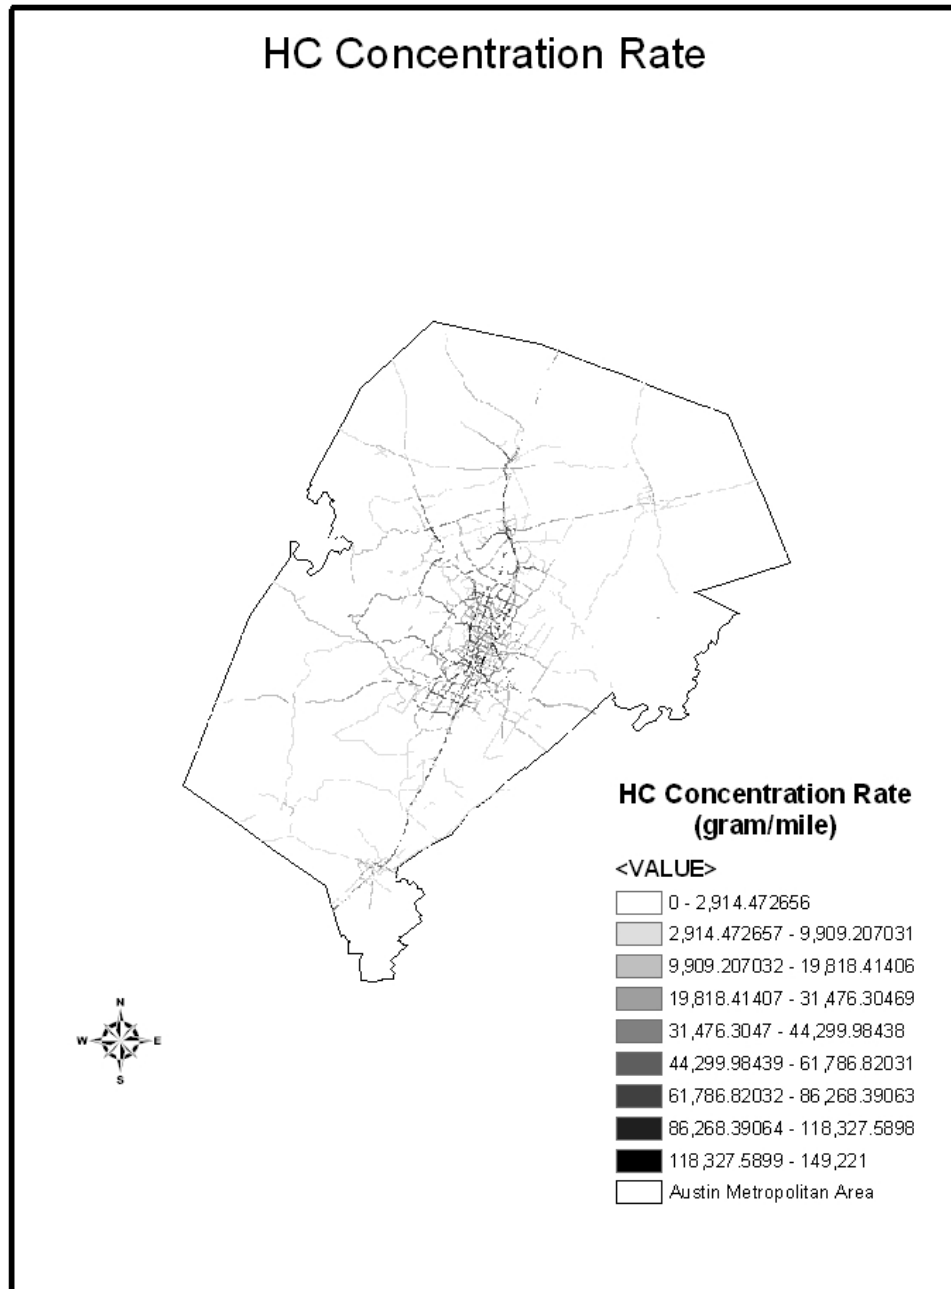 HC Concentration Rate
HC Concentration Rate
(gram/mile)
<VALUE>
0 - 2,914.472656
2,914.472657 - 9,909.207031
9,909.207032 - 19,818.41406
19,818.41407 - 31,476.30469
31,476.3047 - 44,299.98438
44,299.98439 - 61,786.82031
61,786.82032 - 86,268.39063
86,268.39064 - 118,327.5898
118,327.5899 - 149,221
Austin Metropolitan Area
N
W E
S